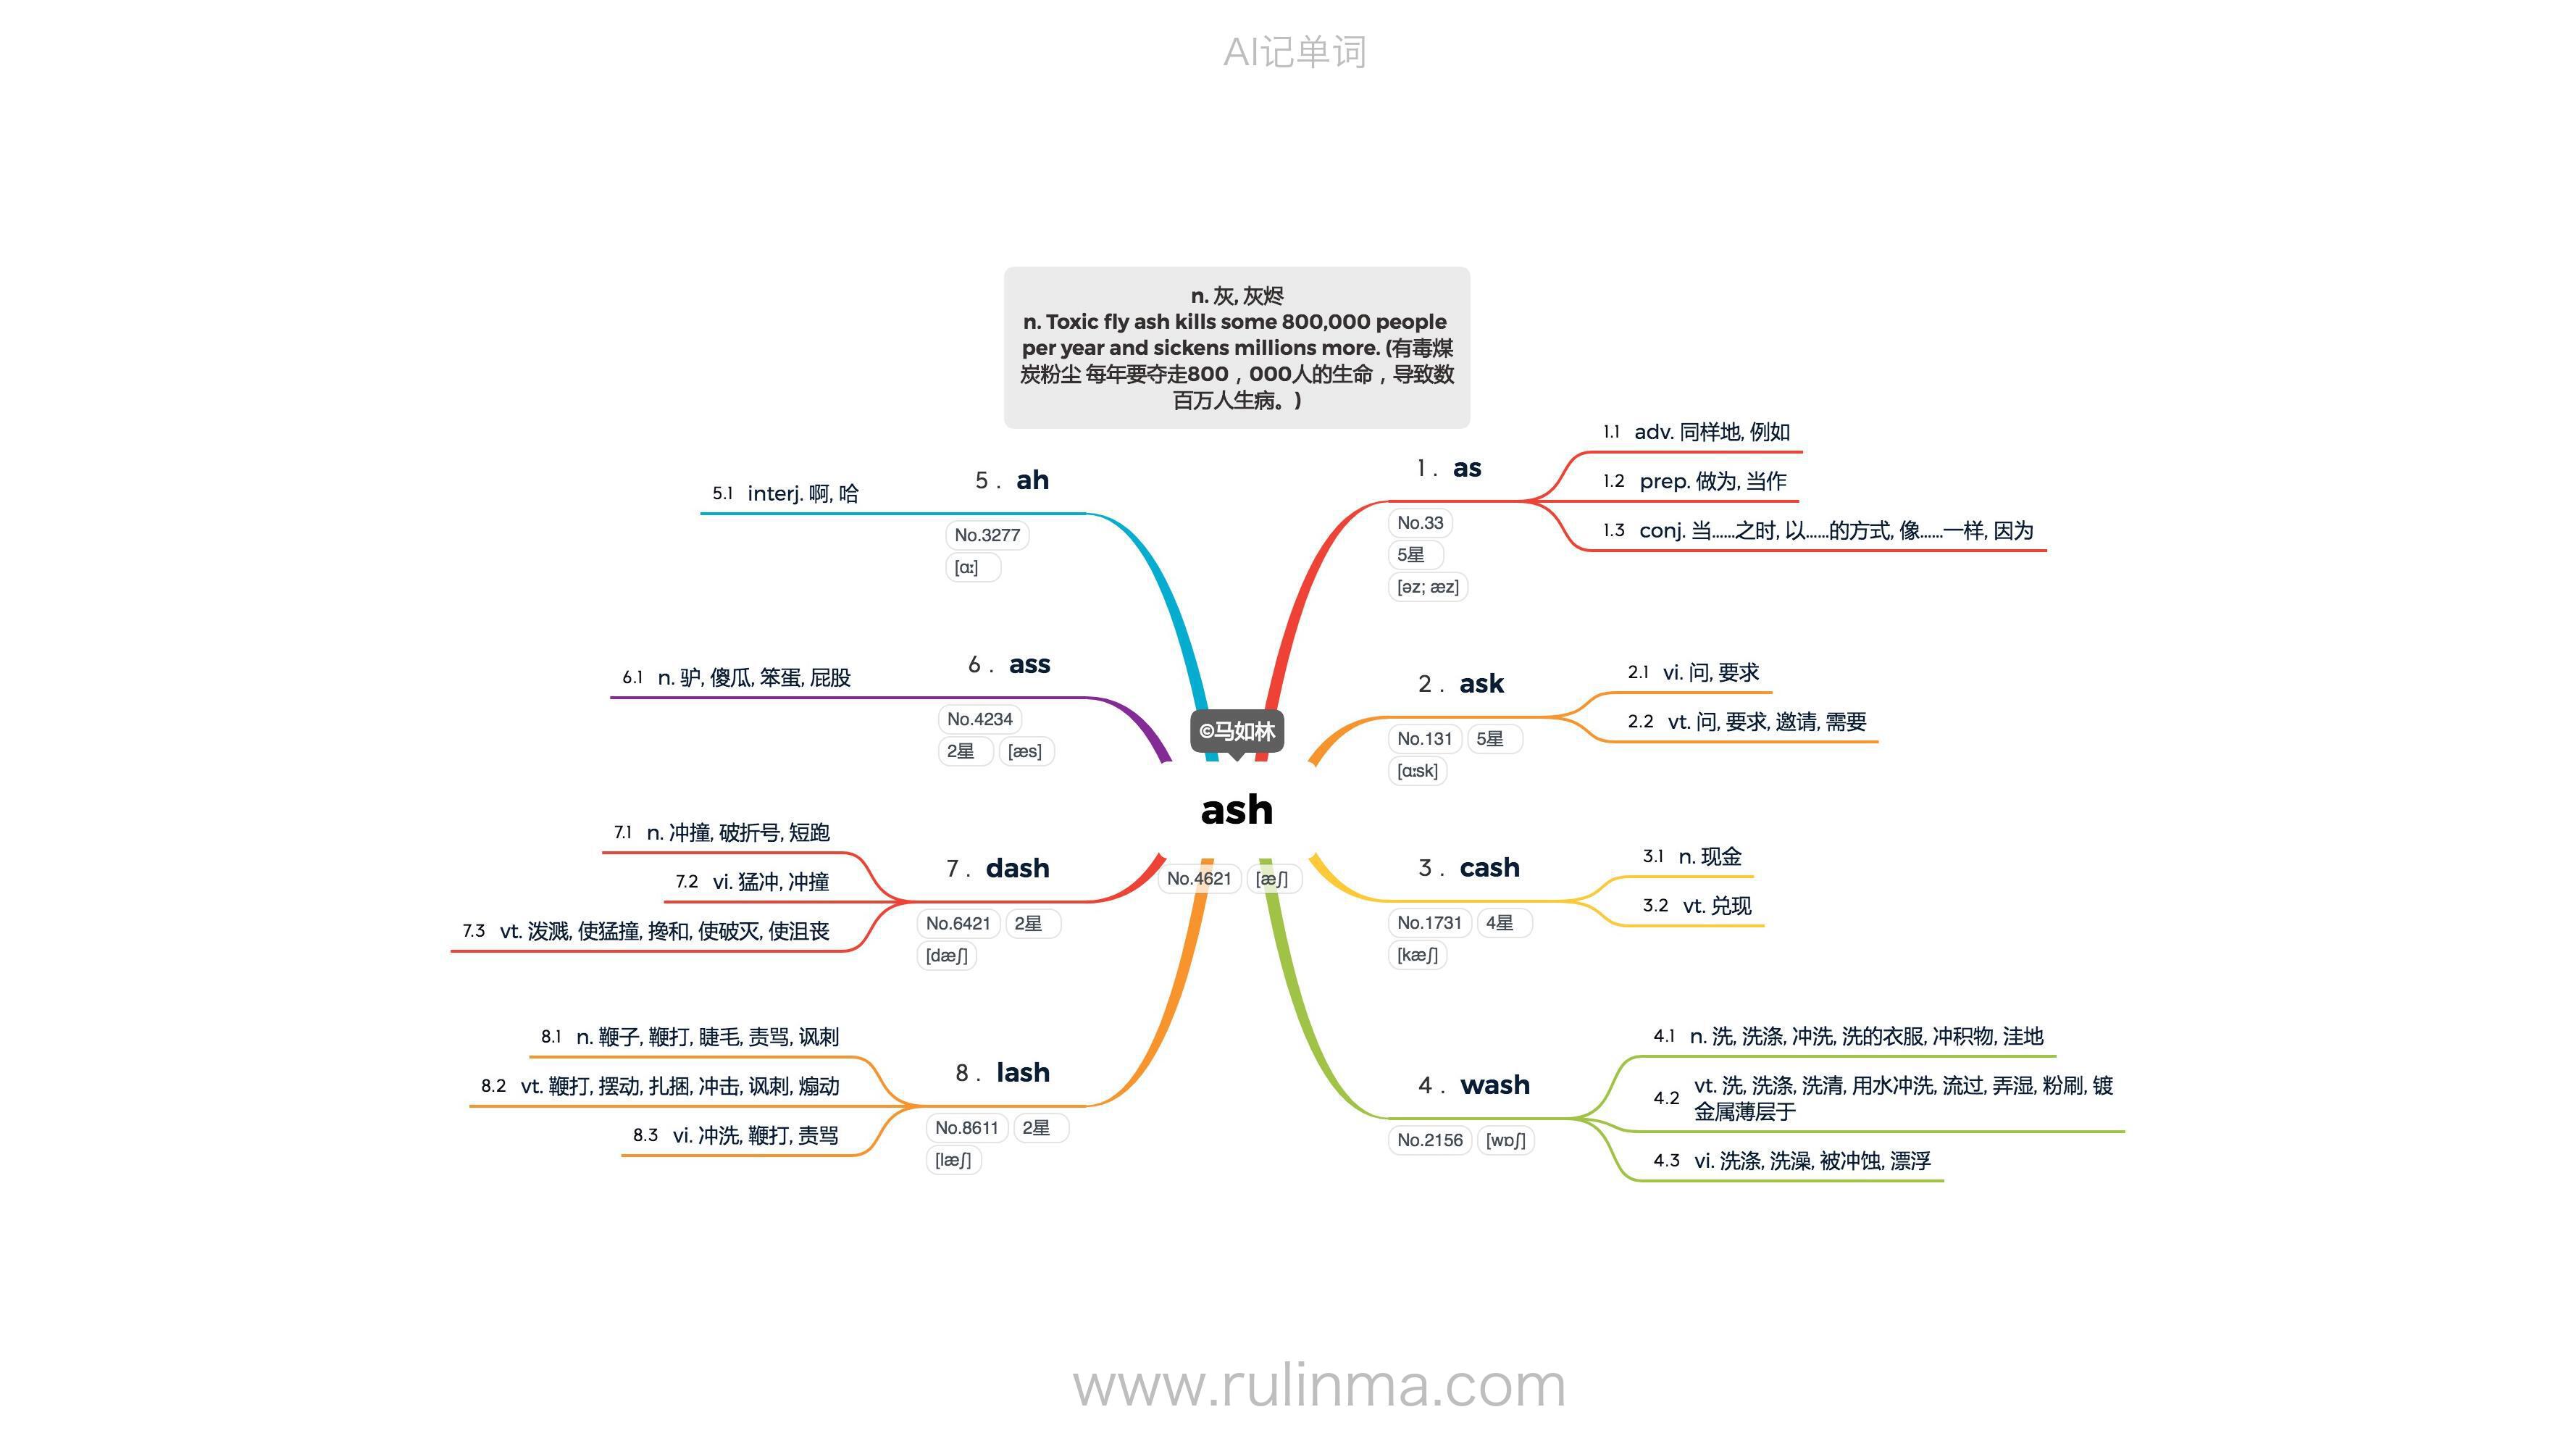 AI记单词
n. 灰, 灰烬
n. Toxic fly ash kills some 800,000 people
per year and sickens millions more. (有毒煤
炭粉尘 每年要夺走800，000人的生命，导致数
百万人生病。)
©马如林
ash
No.4621 [æʃ]
1. as
No.33
5星
[əz; æz]
1.1 adv. 同样地, 例如
1.2 prep. 做为, 当作
1.3 conj. 当……之时, 以……的方式, 像……一样, 因为
2. ask
No.131 5星
[ɑːsk]
2.1 vi. 问, 要求
2.2 vt. 问, 要求, 邀请, 需要
3. cash
No.1731 4星
[kæʃ]
3.1 n. 现金
3.2 vt. 兑现
4. wash
No.2156 [wɒʃ]
4.1 n. 洗, 洗涤, 冲洗, 洗的衣服, 冲积物, 洼地
4.2 vt. 洗, 洗涤, 洗清, 用水冲洗, 流过, 弄湿, 粉刷, 镀
金属薄层于
4.3 vi. 洗涤, 洗澡, 被冲蚀, 漂浮
5. ah
No.3277
[ɑː]
5.1 interj. 啊, 哈
6. ass
No.4234
2星 [æs]
6.1 n. 驴, 傻瓜, 笨蛋, 屁股
7. dash
No.6421 2星
[dæʃ]
7.1 n. 冲撞, 破折号, 短跑
7.2 vi. 猛冲, 冲撞
7.3 vt. 泼溅, 使猛撞, 搀和, 使破灭, 使沮丧
8. lash
No.8611 2星
[læʃ]
8.1 n. 鞭子, 鞭打, 睫毛, 责骂, 讽刺
8.2 vt. 鞭打, 摆动, 扎捆, 冲击, 讽刺, 煽动
8.3 vi. 冲洗, 鞭打, 责骂
www.rulinma.com